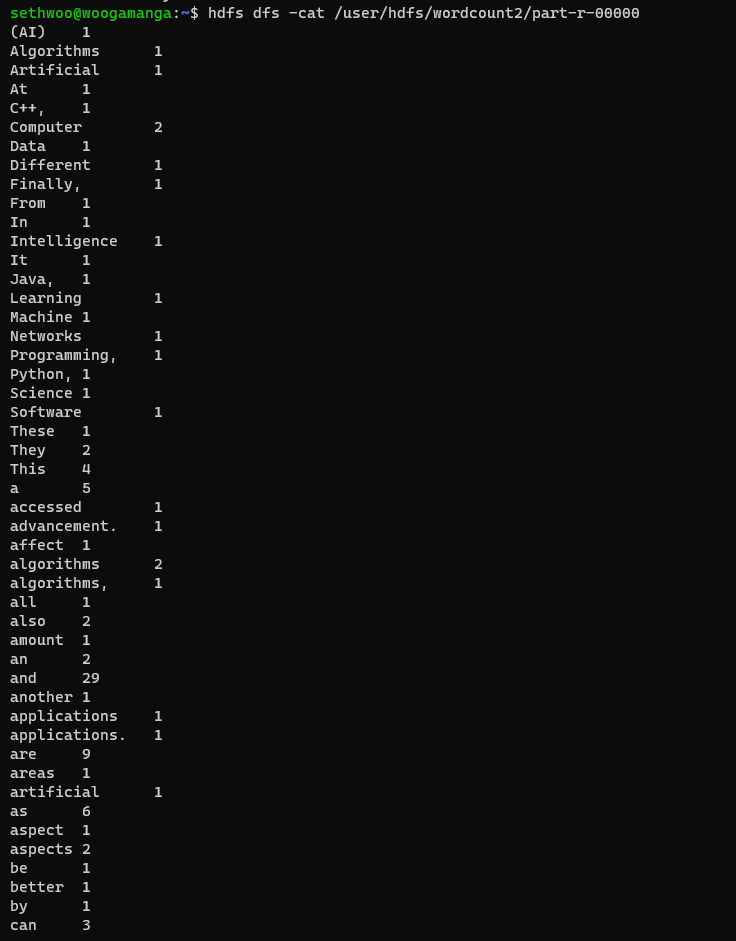 sethwoo@woogamanga:~$ hdfs dfs -cat /user/hdfs/wordcount2/part-r-00000
(AI)    1
Algorithms      1
Artificial      1
At      1
C++,    1
Computer        2
Data    1
Different       1
Finally,        1
From    1
In      1
Intelligence    1
It      1
Java,   1
Learning        1
Machine 1
Networks        1
Programming,    1
Python, 1
Science 1
Software        1
These   1
They    2
This    4
a       5
accessed        1
advancement.    1
affect  1
algorithms      2
algorithms,     1
all     1
also    2
amount  1
an      2
and     29
another 1
applications    1
applications.   1
are     9
areas   1
artificial      1
as      6
aspect  1
aspects 2
be      1
better  1
by      1
can     3